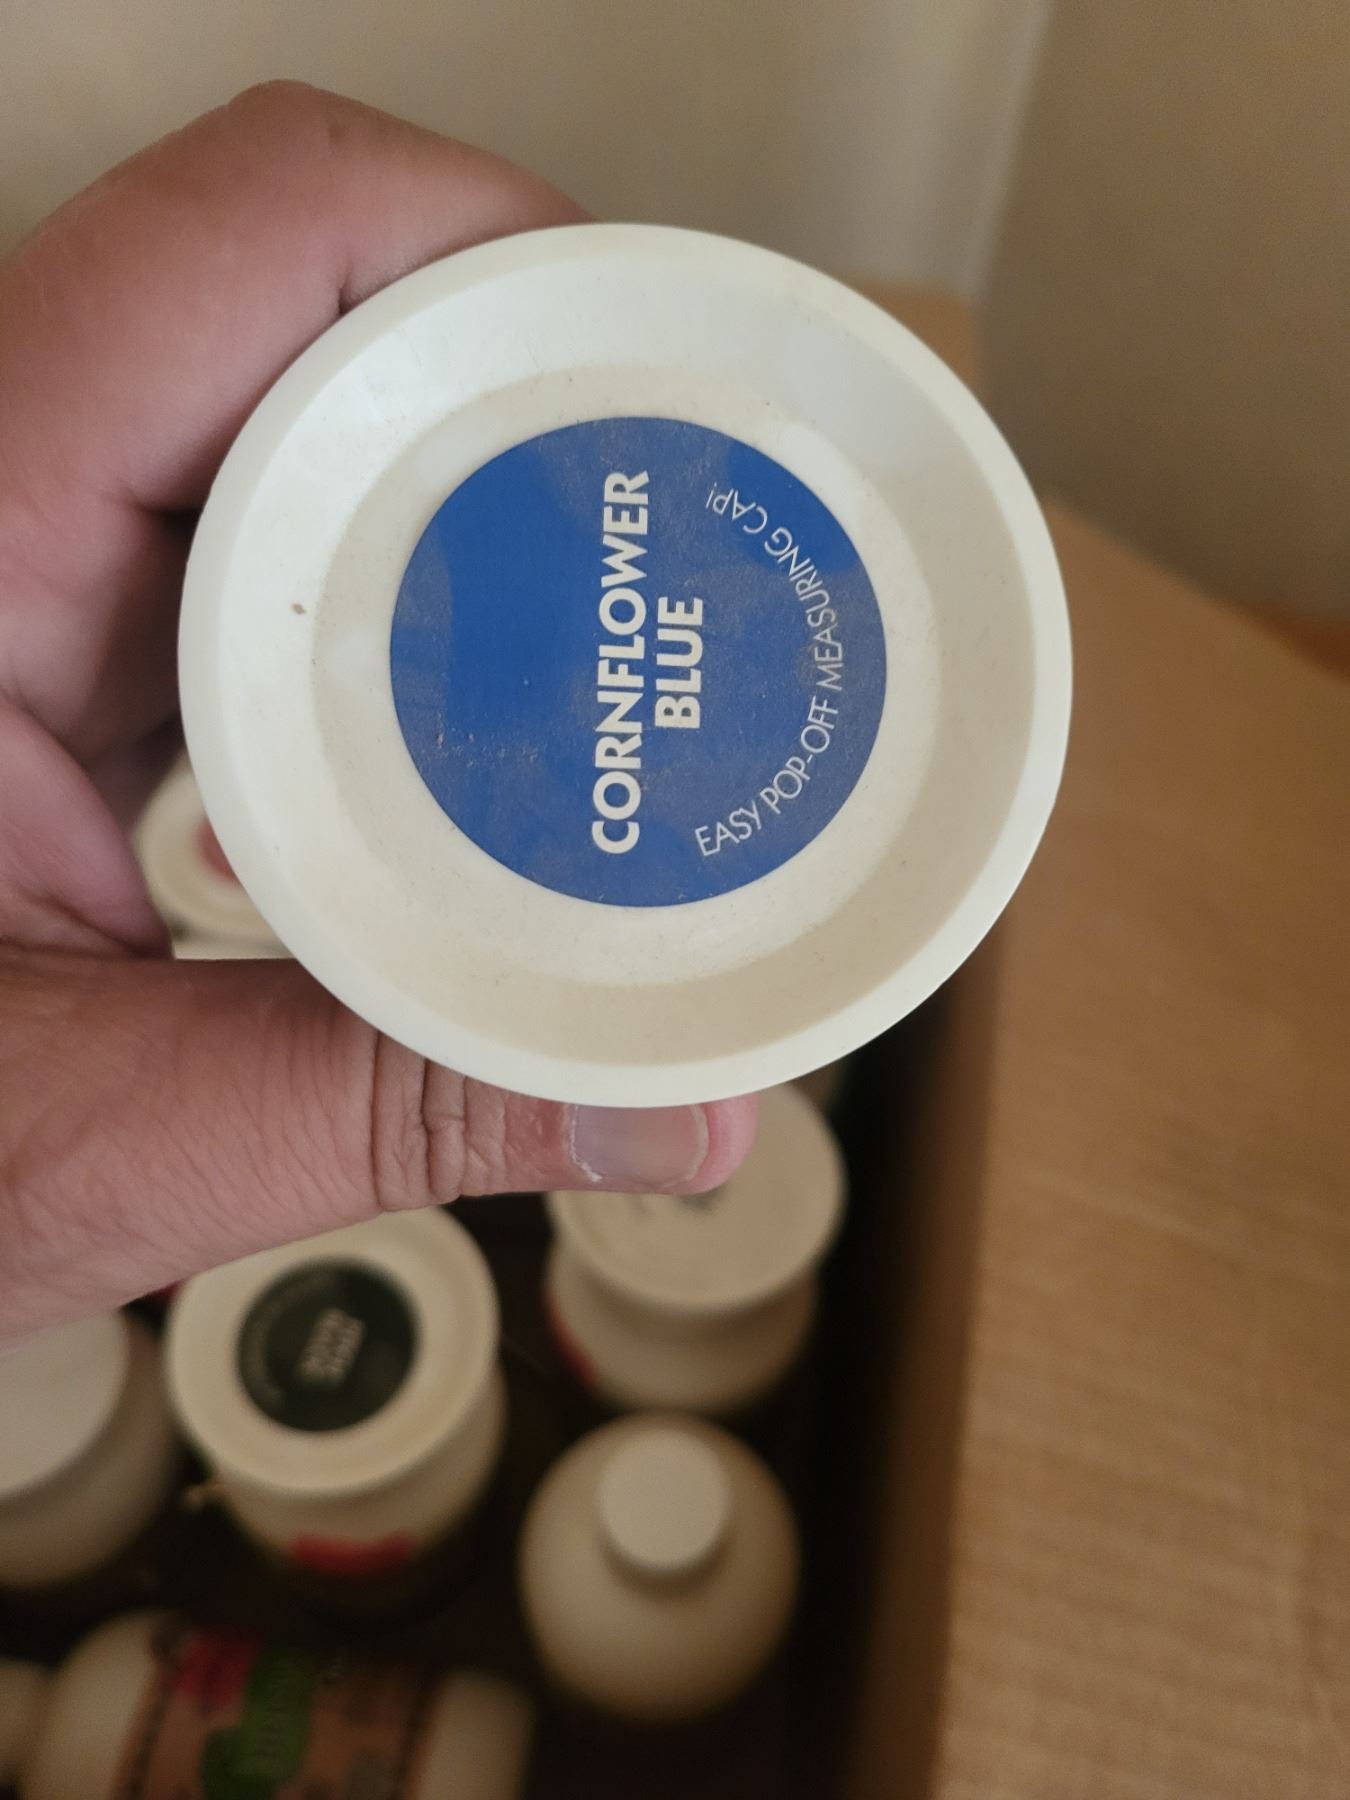 CORNFLOWER
BLUE
EASY POP-OFF MEASURING CAP!